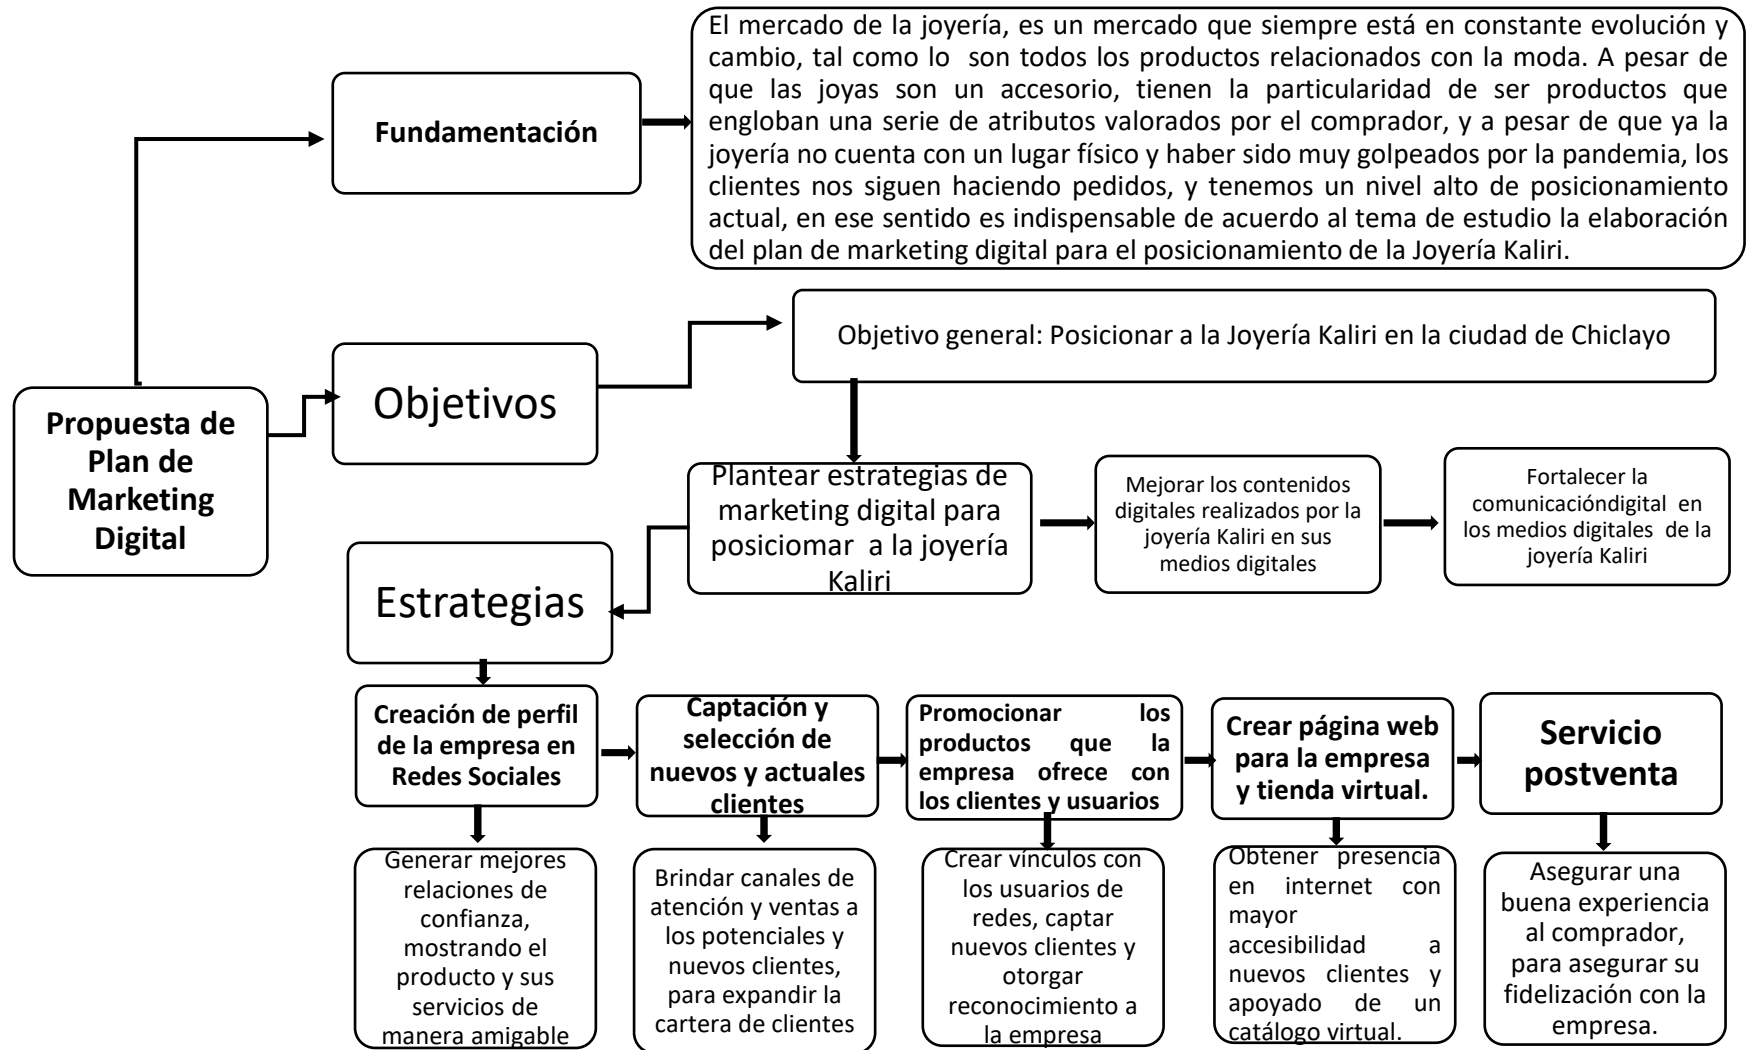 El mercado de la joyería, es un mercado que siempre está en constante evolución y
cambio, tal como lo son todos los productos relacionados con la moda. A pesar de
que las joyas son un accesorio, tienen la particularidad de ser productos que
engloban una serie de atributos valorados por el comprador, y a pesar de que ya la
joyería no cuenta con un lugar físico y haber sido muy golpeados por la pandemia, los
clientes nos siguen haciendo pedidos, y tenemos un nivel alto de posicionamiento
actual, en ese sentido es indispensable de acuerdo al tema de estudio la elaboración
del plan de marketing digital para el posicionamiento de la Joyería Kaliri.
Fundamentación
Objetivo general: Posicionar a la Joyería Kaliri en la ciudad de Chiclayo
Objetivos
Propuesta de
Plan de
Marketing
Digital
Plantear estrategias de
marketing digital para
posiciomar a la joyería
Kaliri
Mejorar los contenidos
digitales realizados por la
joyería Kaliri en sus
medios digitales
Fortalecer la
comunicacióndigital en
los medios digitales de la
joyería Kaliri
Estrategias
Creación de perfil
de la empresa en
Redes Sociales
Captación y
selección de
nuevos y actuales
clientes
Promocionar los
productos que la
empresa ofrece con
los clientes y usuarios
Crear página web
para la empresa
y tienda virtual.
Servicio
postventa
Generar mejores
relaciones de
confianza,
mostrando el
producto y sus
servicios de
manera amigable
Brindar canales de
atención y ventas a
los potenciales y
nuevos clientes,
para expandir la
cartera de clientes
Crear vínculos con
los usuarios de
redes, captar
nuevos clientes y
otorgar
reconocimiento a
la empresa
Obtener presencia
en internet con
mayor
accesibilidad a
nuevos clientes y
apoyado de un
catálogo virtual.
Asegurar una
buena experiencia
al comprador,
para asegurar su
fidelización con la
empresa.